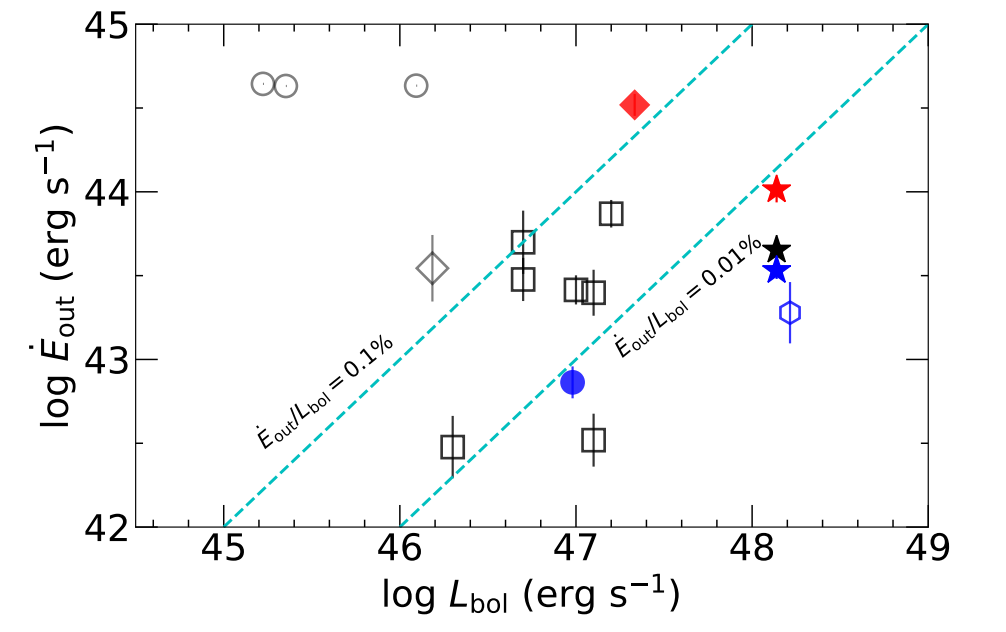 45
44
43
42
log Ė_out (erg s⁻¹)
Ė_out/L_bol = 0.1%
Ė_out/L_bol = 0.01%
45 46 47 48 49
log L_bol (erg s⁻¹)